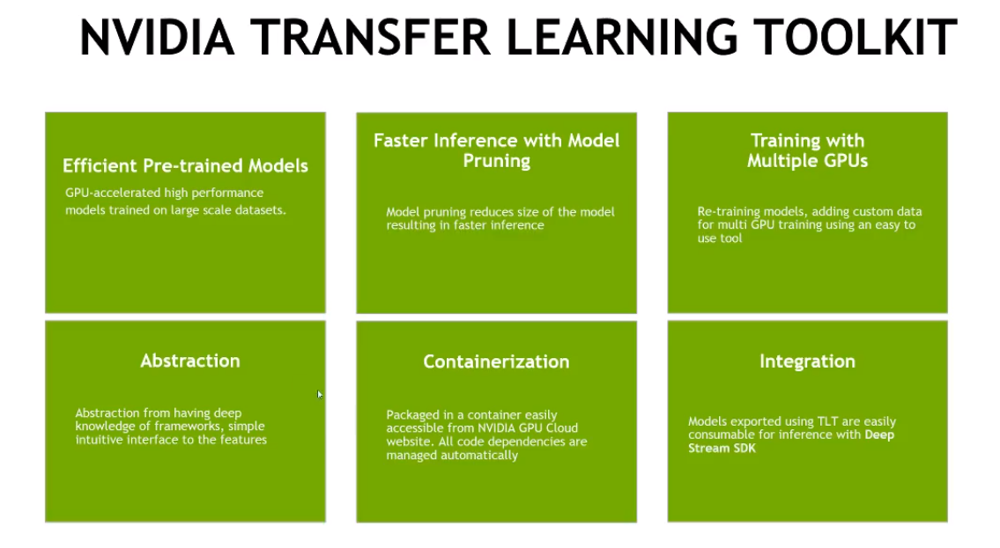 NVIDIA TRANSFER LEARNING TOOLKIT
Efficient Pre-trained Models
GPU-accelerated high performance
models trained on large scale datasets.
Faster Inference with Model
Pruning
Model pruning reduces size of the model
resulting in faster inference
Training with
Multiple GPUs
Re-training models, adding custom data
for multi GPU training using an easy to
use tool
Abstraction
Abstraction from having deep
knowledge of frameworks, simple
intuitive interface to the features
Containerization
Packaged in a container easily
accessible from NVIDIA GPU Cloud
website. All code dependencies are
managed automatically
Integration
Models exported using TLT are easily
consumable for inference with Deep
Stream SDK